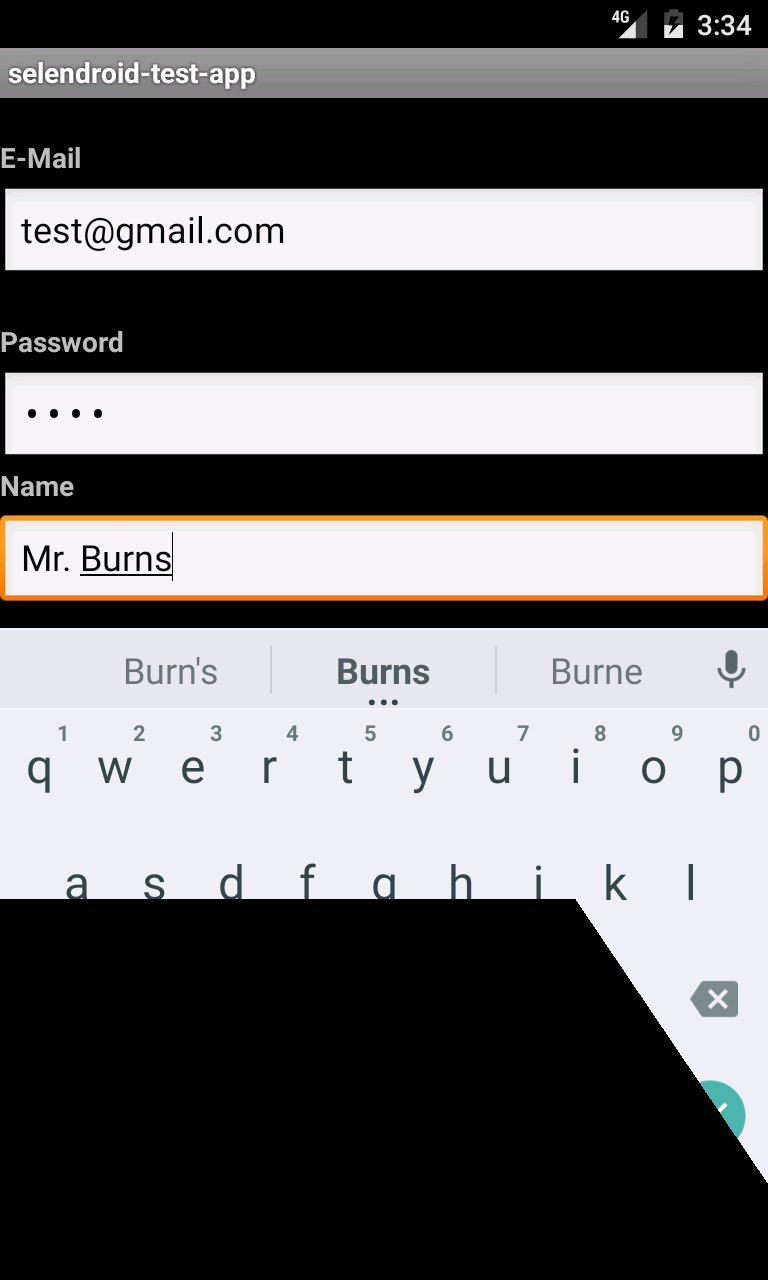 4G 3:34
selendroid-test-app
E-Mail
test@gmail.com
Password
••••
Name
Mr. Burns
Burn's Burns Burne
1 2 3 4 5 6 7 8 9 0
q w e r t y u i o p
a s d f g h j k l